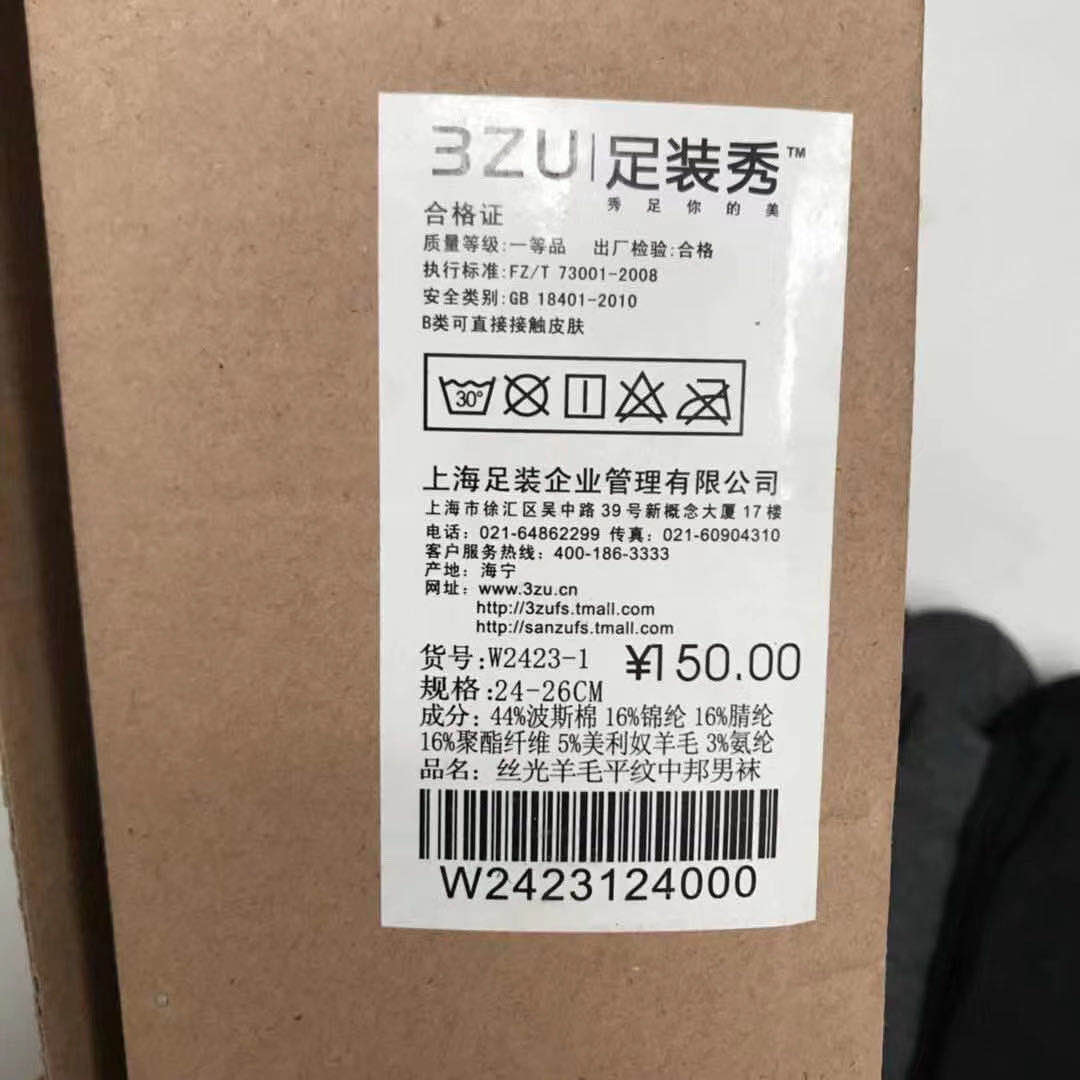 3ZU 足装秀™
秀足你的美
合格证
质量等级:一等品 出厂检验:合格
执行标准:FZ/T 73001-2008
安全类别:GB 18401-2010
B类可直接接触皮肤
30°
上海足装企业管理有限公司
上海市徐汇区吴中路39号新概念大厦17楼
电话：021-64862299 传真：021-60904310
客户服务热线：400-186-3333
产地：海宁
网址：www.3zu.cn
http://3zufs.tmall.com
http://sanzufs.tmall.com
货号:W2423-1 ¥150.00
规格:24-26CM
成分：44%波斯棉 16%锦纶 16%腈纶
16%聚酯纤维 5%美利奴羊毛 3%氨纶
品名：丝光羊毛平纹中邦男袜
W2423124000